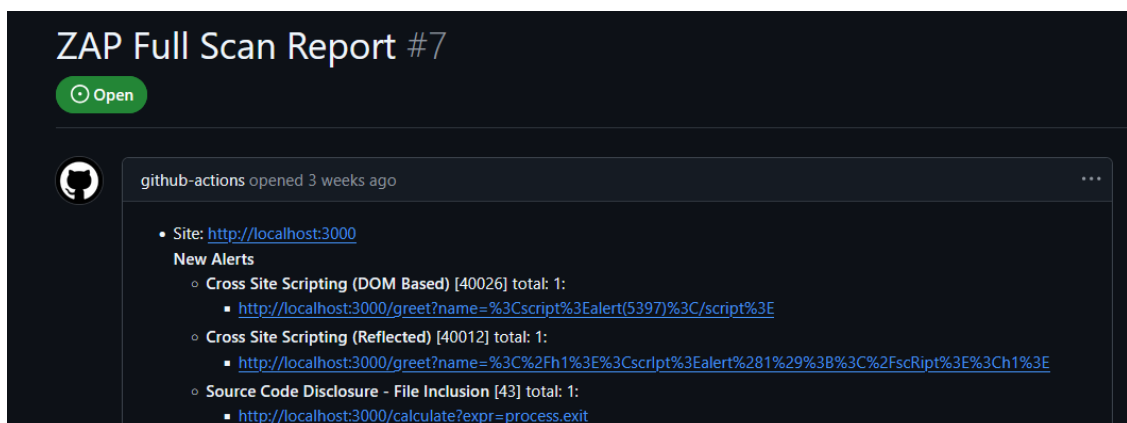 ZAP Full Scan Report #7
Open
github-actions opened 3 weeks ago
• Site: http://localhost:3000
New Alerts
◦ Cross Site Scripting (DOM Based) [40026] total: 1:
▪ http://localhost:3000/greet?name=%3Cscript%3Ealert(5397)%3C/script%3E
◦ Cross Site Scripting (Reflected) [40012] total: 1:
▪ http://localhost:3000/greet?name=%3C%2Fh1%3E%3CscrIpt%3Ealert%281%29%3B%3C%2FscRipt%3E%3Ch1%3E
◦ Source Code Disclosure - File Inclusion [43] total: 1:
▪ http://localhost:3000/calculate?expr=process.exit